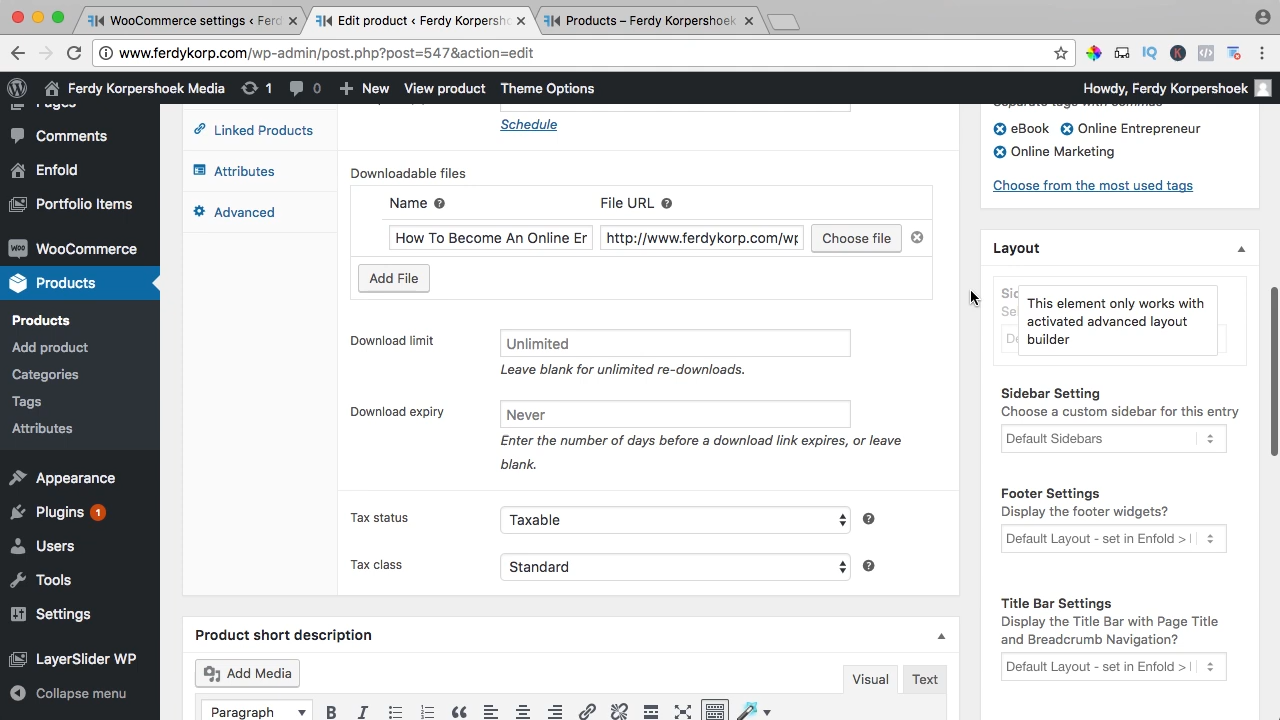 WooCommerce settings ‹ Ferd
Edit product ‹ Ferdy Korpersho
Products – Ferdy Korpershoek
www.ferdykorp.com/wp-admin/post.php?post=547&action=edit
Ferdy Korpershoek Media
1
0
New
View product
Theme Options
Howdy, Ferdy Korpershoek
Pages
Comments
Enfold
Portfolio Items
WooCommerce
Products
Products
Add product
Categories
Tags
Attributes
Appearance
Plugins 1
Users
Tools
Settings
LayerSlider WP
Collapse menu
Linked Products
Attributes
Advanced
Schedule
Downloadable files
Name
File URL
How To Become An Online Er
http://www.ferdykorp.com/wp
Choose file
Add File
Download limit
Unlimited
Leave blank for unlimited re-downloads.
Download expiry
Never
Enter the number of days before a download link expires, or leave
blank.
Tax status
Taxable
Tax class
Standard
Product short description
Add Media
Visual
Text
Paragraph
Separate tags with commas
eBook
Online Entrepreneur
Online Marketing
Choose from the most used tags
Layout
This element only works with
activated advanced layout
builder
Sidebar Setting
Choose a custom sidebar for this entry
Default Sidebars
Footer Settings
Display the footer widgets?
Default Layout - set in Enfold >
Title Bar Settings
Display the Title Bar with Page Title
and Breadcrumb Navigation?
Default Layout - set in Enfold >